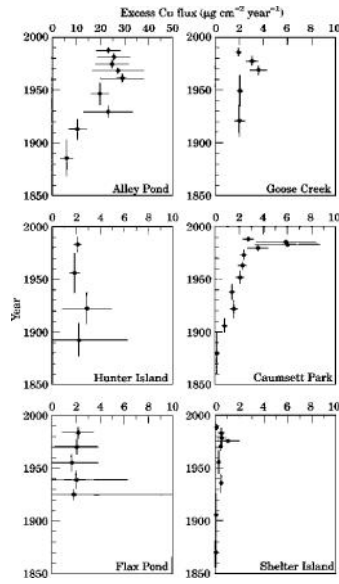 Excess Cu flux (µg cm⁻² year⁻¹)
0 10 20 30 40 50 0 2 4 6 8 10
2000 2000
1950 1950
1900 1900
1850 Alley Pond 1850 Goose Creek
0 2 4 6 8 10 0 2 4 6 8 10
2000 2000
1950 1950
Year
1900 1900
1850 Hunter Island 1850 Caumsett Park
0 2 4 6 8 10 0 2 4 6 8 10
2000 2000
1950 1950
1900 1900
1850 Flax Pond 1850 Shelter Island